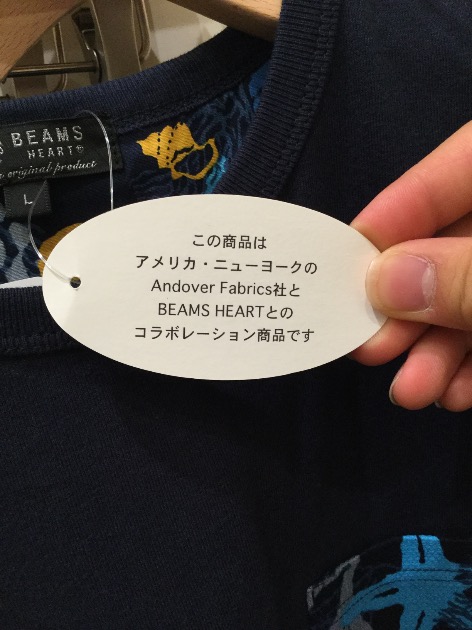 BEAMS
HEART
original product
L
この商品は
アメリカ・ニューヨークの
Andover Fabrics社と
BEAMS HEARTとの
コラボレーション商品です